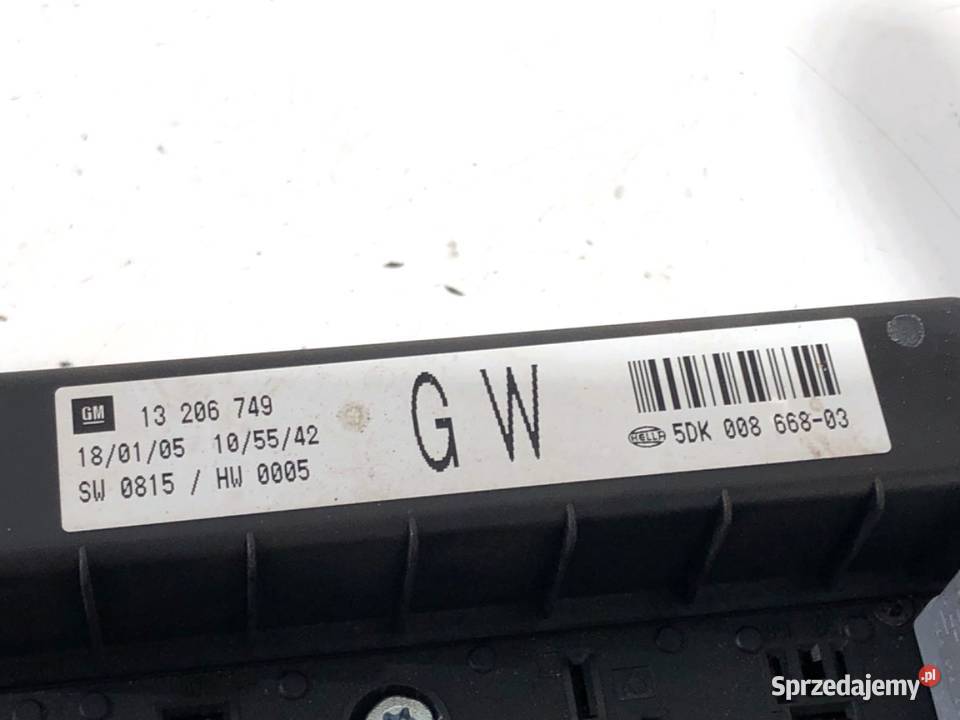 GM 13 206 749
18/01/05 10/55/42
SW 0815 / HW 0005
G W
HELLA 5DK 008 668-03
Sprzedajemy.pl